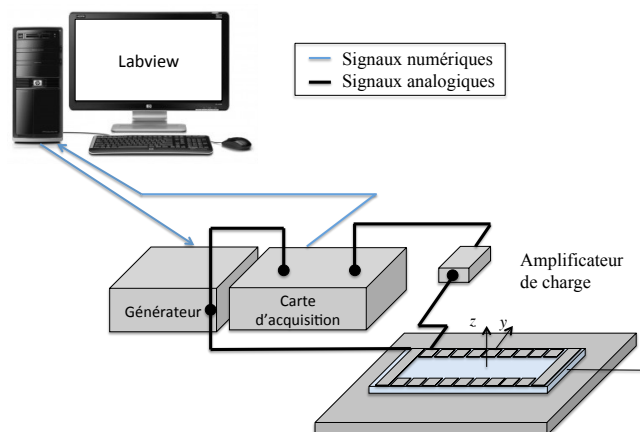 Labview
Signaux numériques
Signaux analogiques
Générateur
Carte
d'acquisition
Amplificateur
de charge
z
y